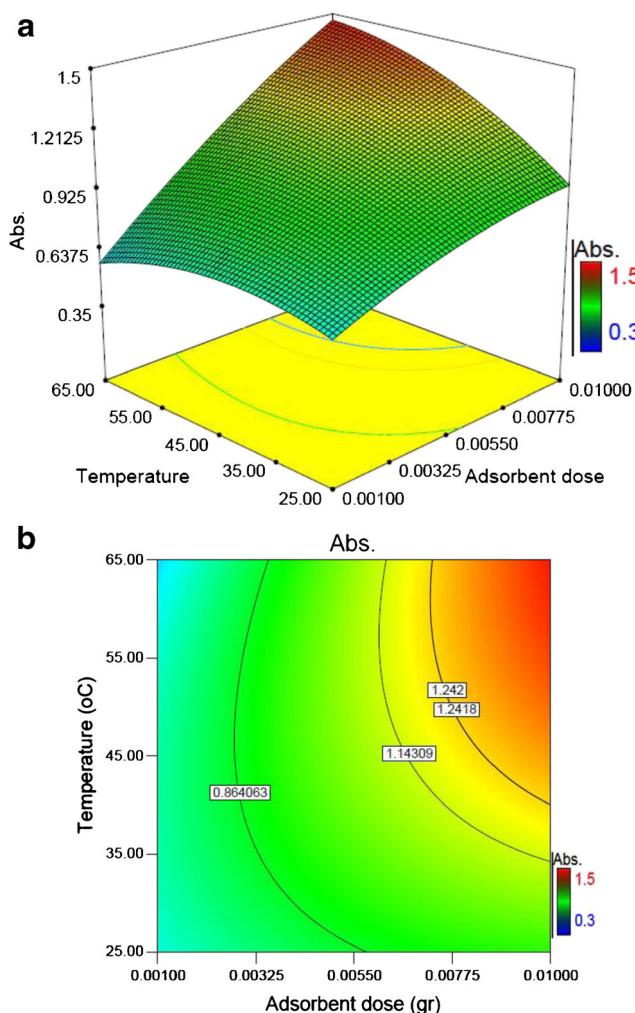 a
1.5
1.2125
0.925
0.6375
0.35
Abs.
Abs.
1.5
0.3
65.00
55.00
45.00
35.00
25.00
Temperature
0.01000
0.00775
0.00550
0.00325
0.00100
Adsorbent dose
b
Abs.
65.00
55.00
45.00
35.00
25.00
Temperature (oC)
1.242
1.2418
1.14309
0.864063
Abs.
1.5
0.3
0.00100 0.00325 0.00550 0.00775 0.01000
Adsorbent dose (gr)